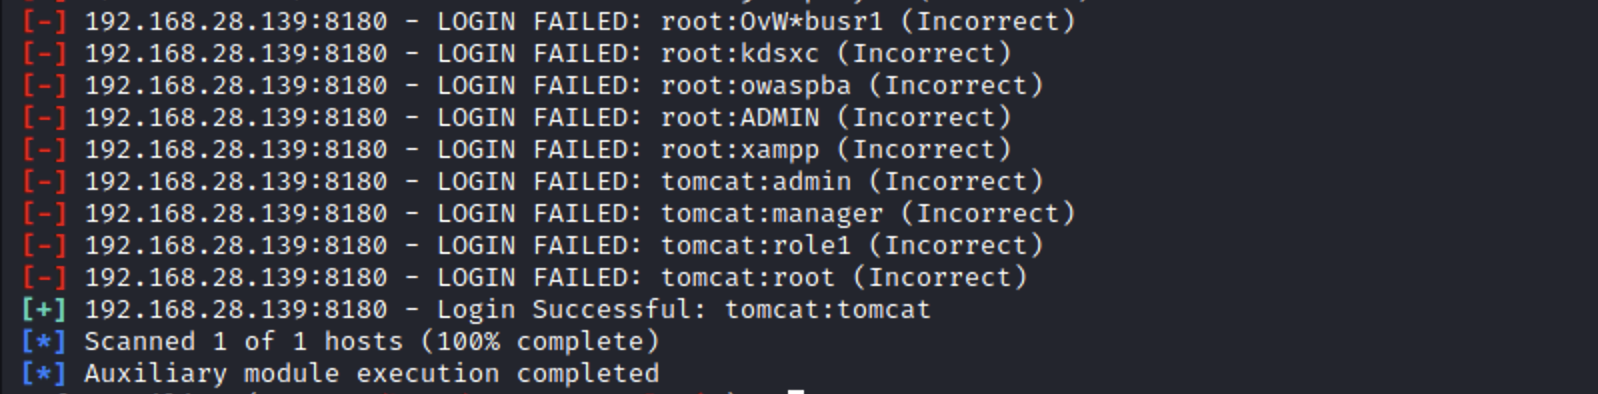 [-] 192.168.28.139:8180 - LOGIN FAILED: root:OvW*busr1 (Incorrect)
[-] 192.168.28.139:8180 - LOGIN FAILED: root:kdsxc (Incorrect)
[-] 192.168.28.139:8180 - LOGIN FAILED: root:owaspba (Incorrect)
[-] 192.168.28.139:8180 - LOGIN FAILED: root:ADMIN (Incorrect)
[-] 192.168.28.139:8180 - LOGIN FAILED: root:xampp (Incorrect)
[-] 192.168.28.139:8180 - LOGIN FAILED: tomcat:admin (Incorrect)
[-] 192.168.28.139:8180 - LOGIN FAILED: tomcat:manager (Incorrect)
[-] 192.168.28.139:8180 - LOGIN FAILED: tomcat:role1 (Incorrect)
[-] 192.168.28.139:8180 - LOGIN FAILED: tomcat:root (Incorrect)
[+] 192.168.28.139:8180 - Login Successful: tomcat:tomcat
[*] Scanned 1 of 1 hosts (100% complete)
[*] Auxiliary module execution completed